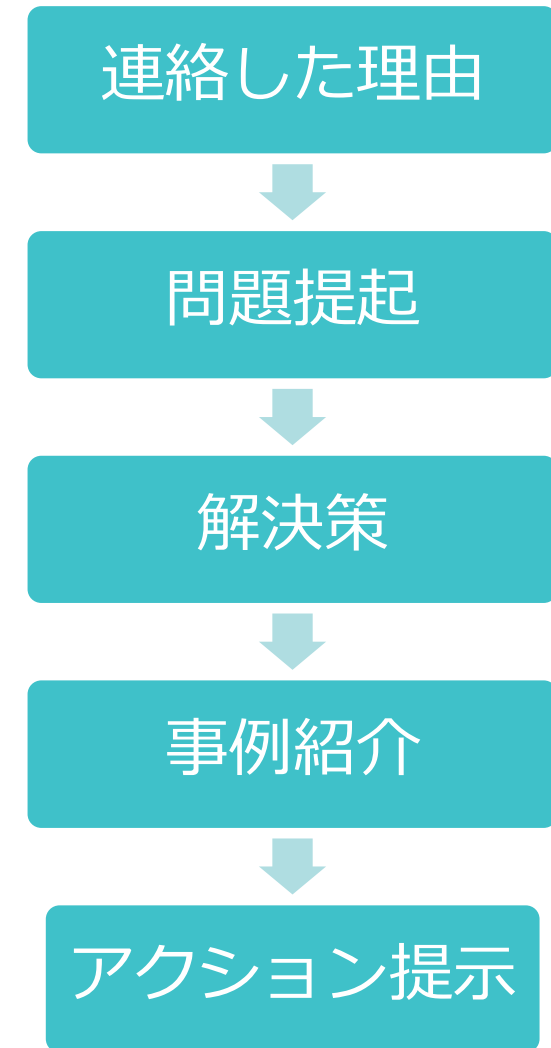 連絡した理由
問題提起
解決策
事例紹介
アクション提示